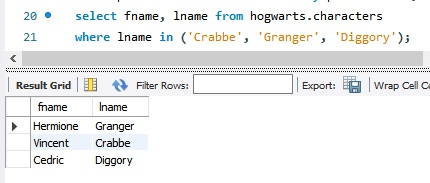 20 select fname, lname from hogwarts.characters
21 where lname in ('Crabbe', 'Granger', 'Diggory');
Result Grid Filter Rows: Export: Wrap Cell Co
fname lname
Hermione Granger
Vincent Crabbe
Cedric Diggory